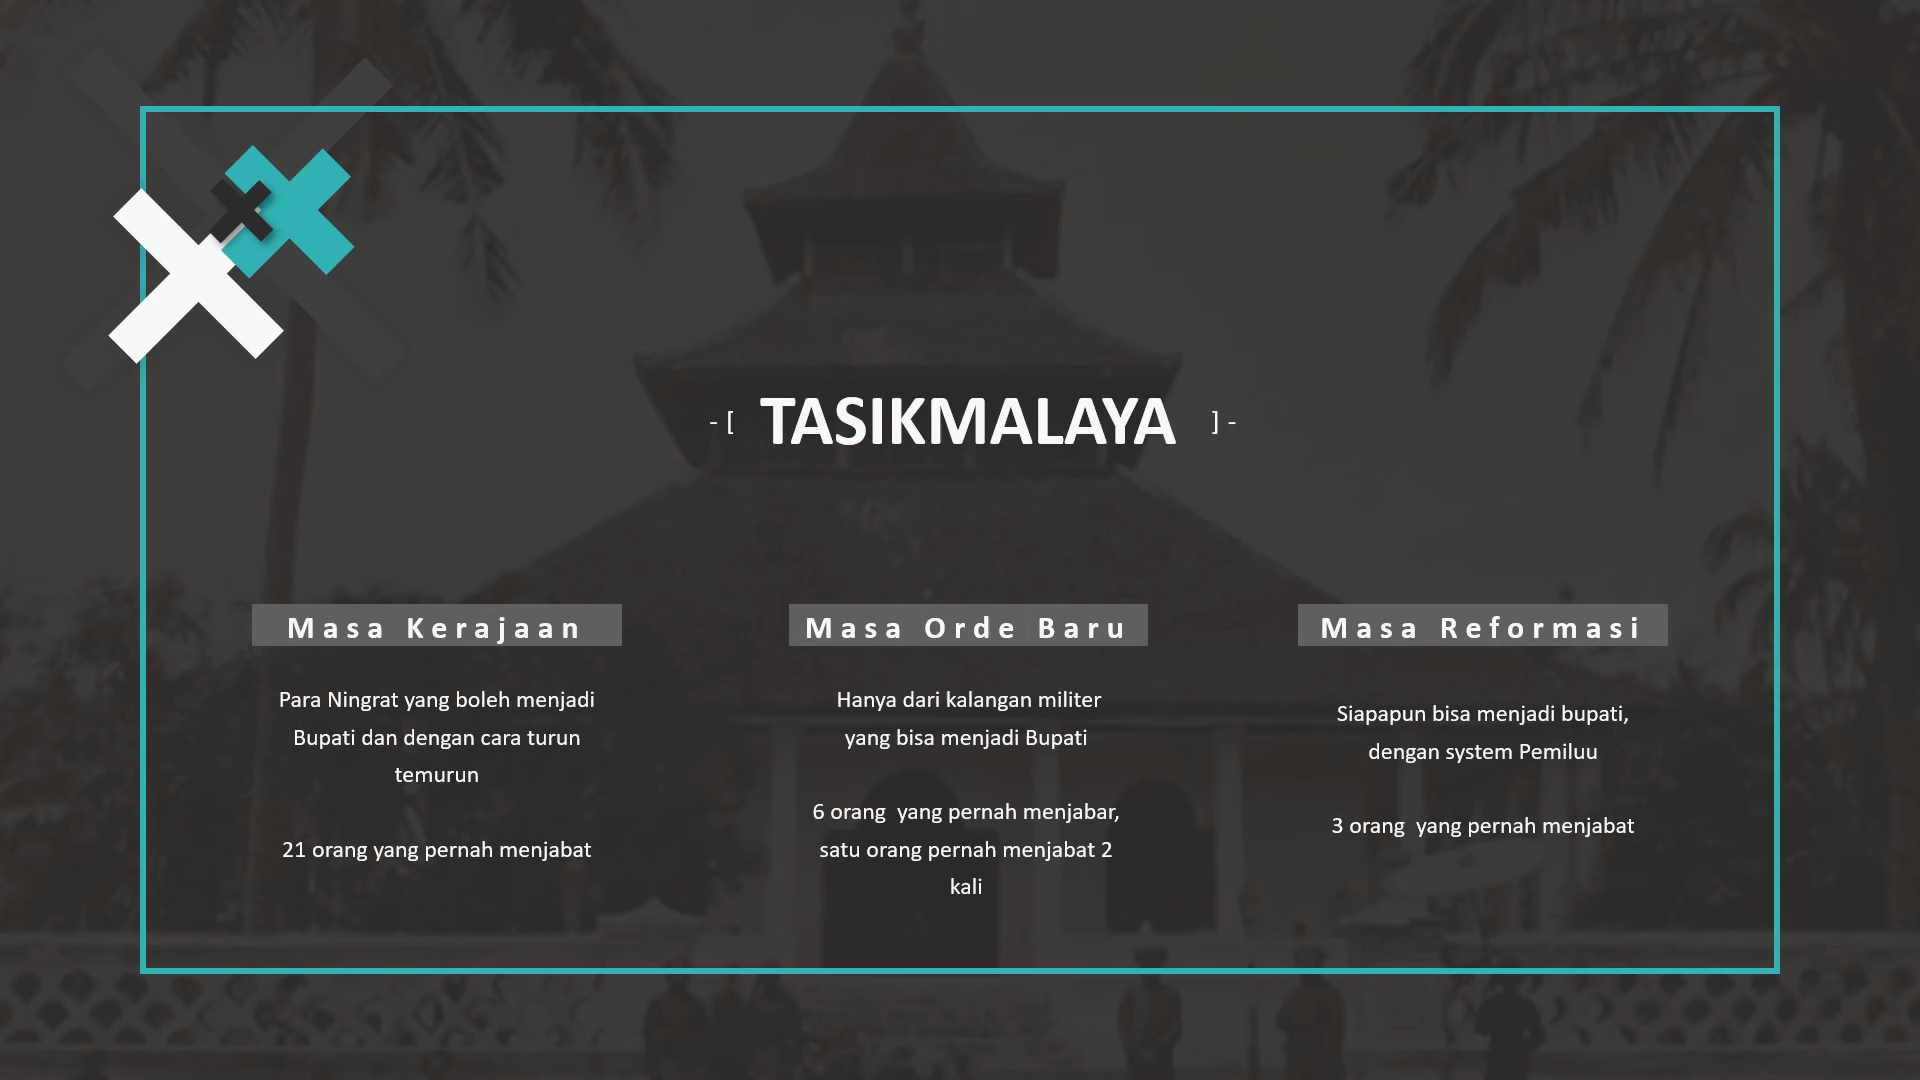 - [ TASIKMALAYA ] -
Masa Kerajaan
Para Ningrat yang boleh menjadi
Bupati dan dengan cara turun
temurun
21 orang yang pernah menjabat
Masa Orde Baru
Hanya dari kalangan militer
yang bisa menjadi Bupati
6 orang  yang pernah menjabar,
satu orang pernah menjabat 2
kali
Masa Reformasi
Siapapun bisa menjadi bupati,
dengan system Pemiluu
3 orang  yang pernah menjabat